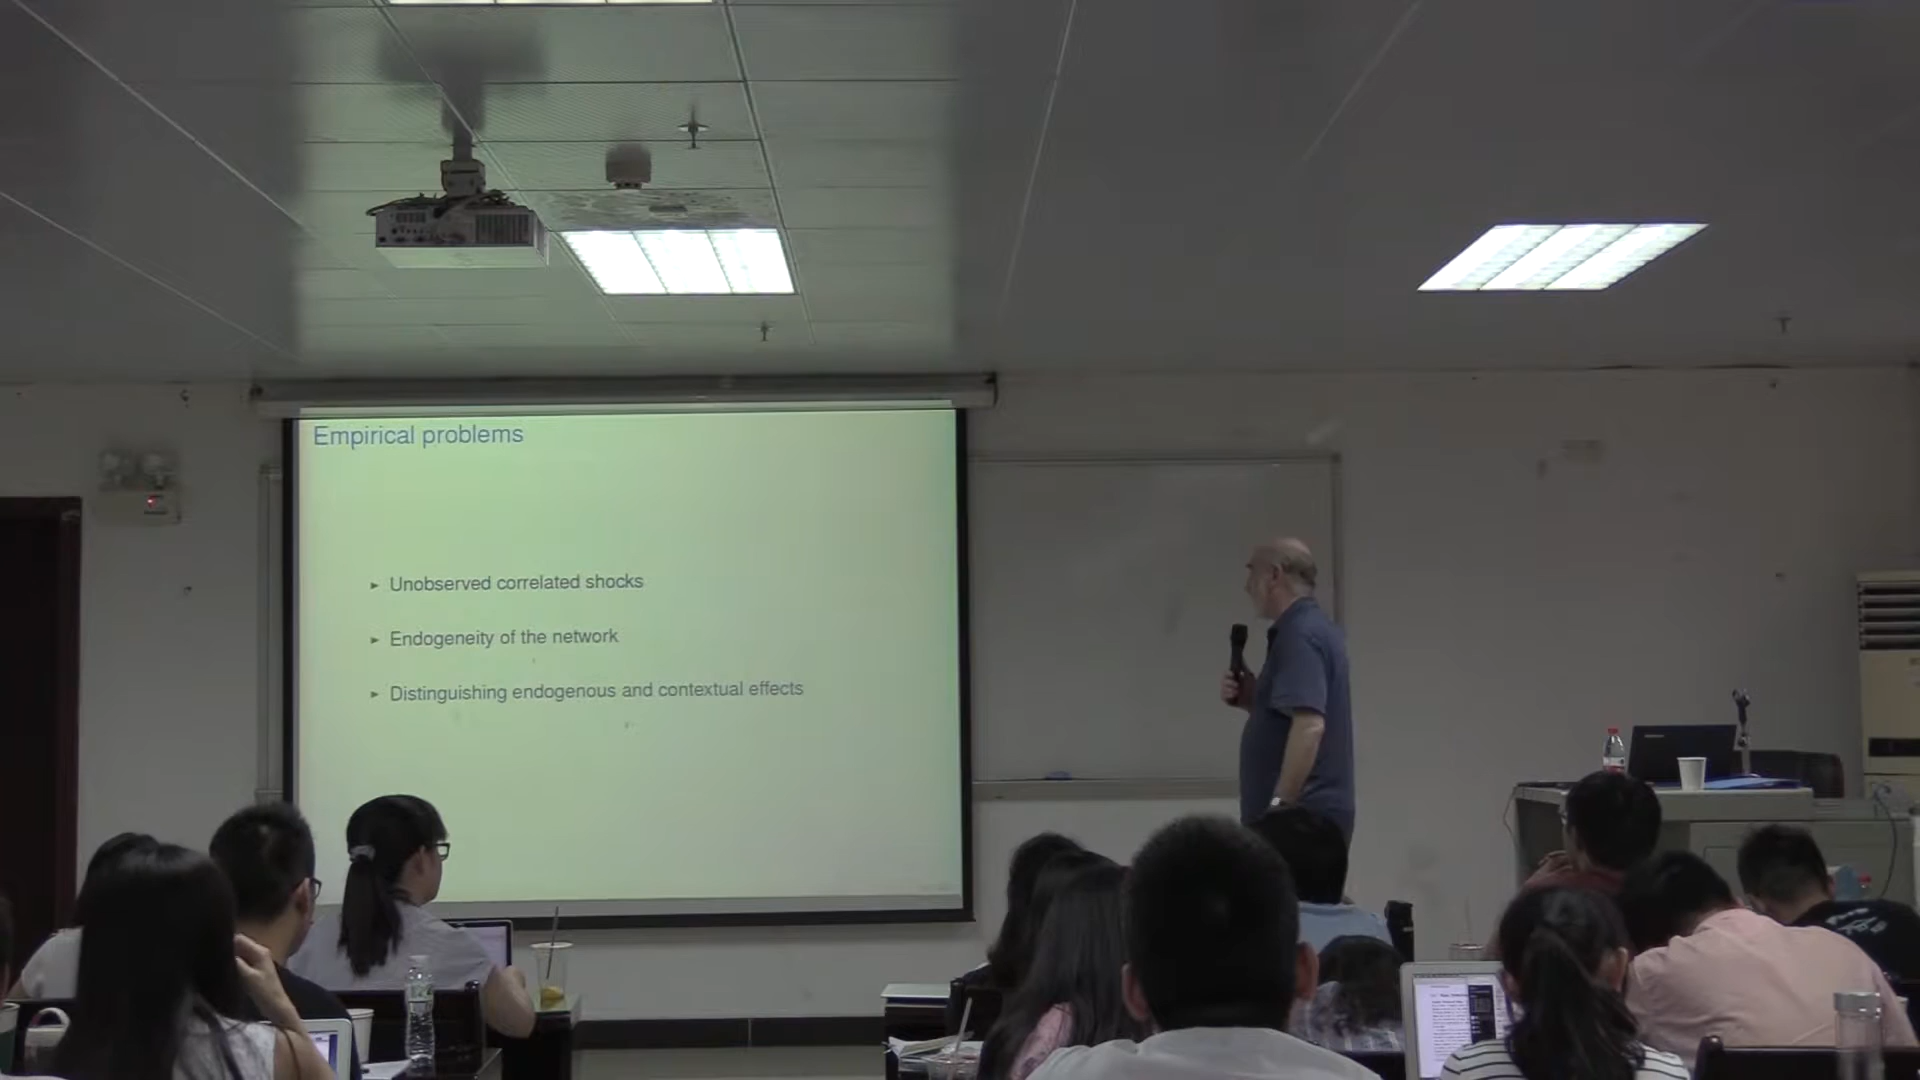 Empirical problems
Unobserved correlated shocks
Endogeneity of the network
Distinguishing endogenous and contextual effects